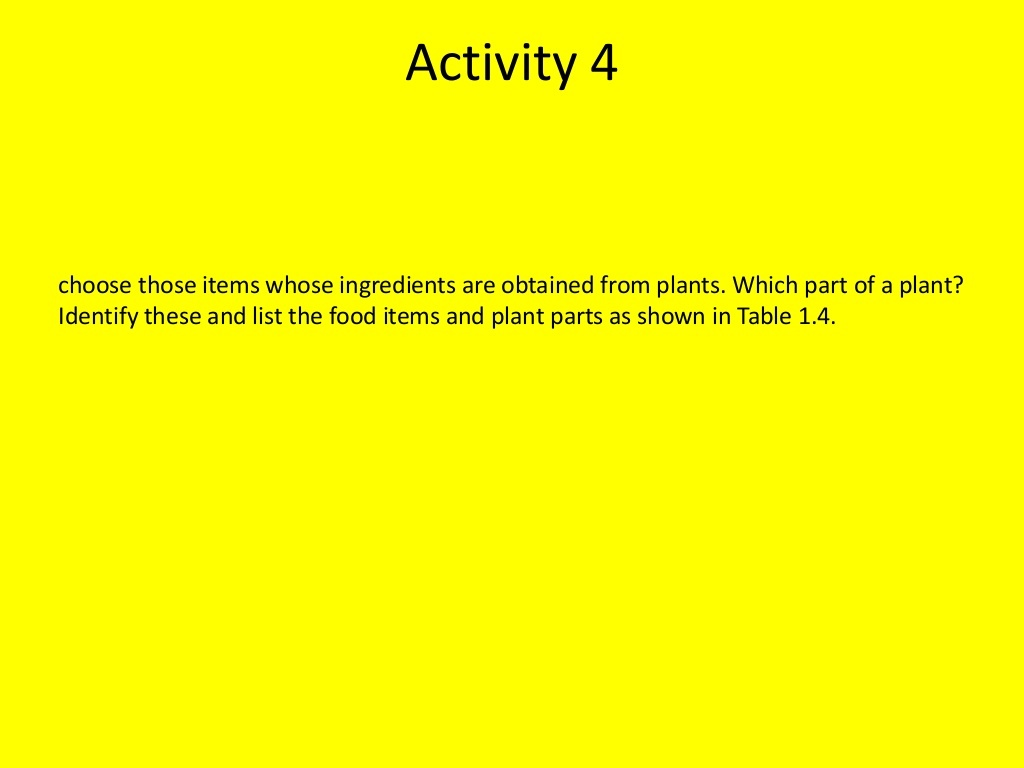 Activity 4
choose those items whose ingredients are obtained from plants. Which part of a plant?
Identify these and list the food items and plant parts as shown in Table 1.4.